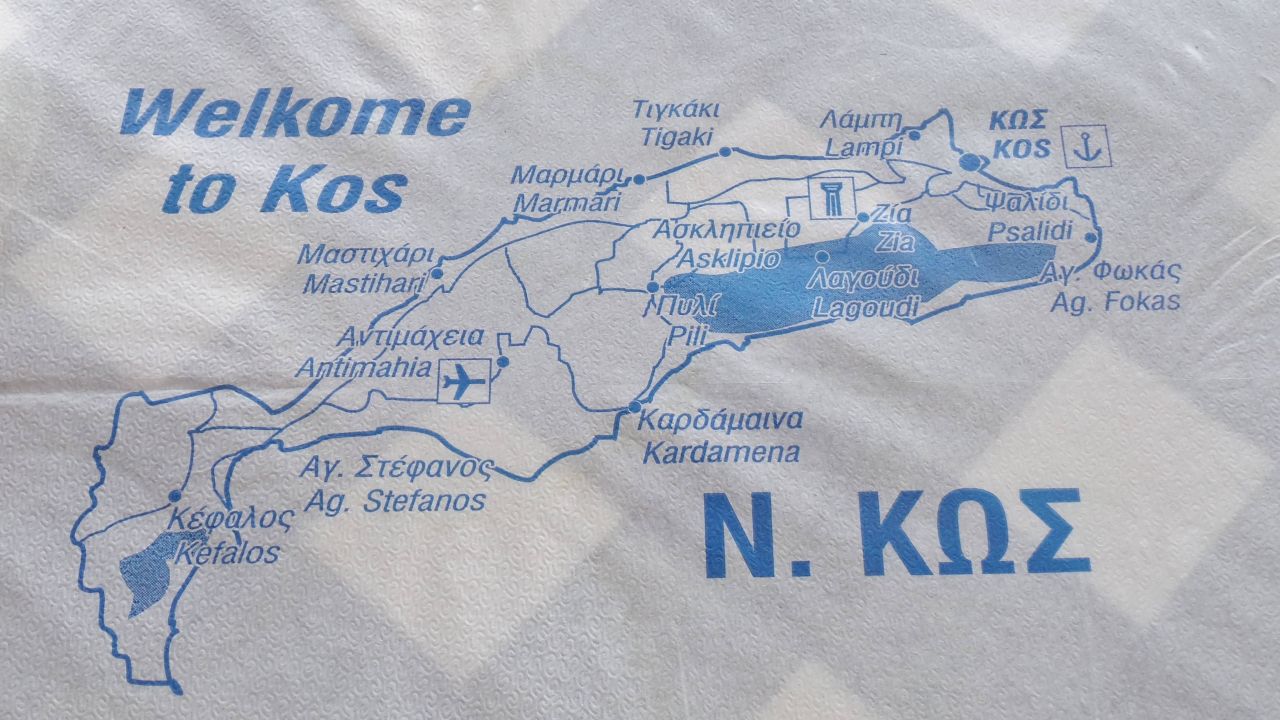 Welkome
to Kos
Τιγκάκι
Tigaki
Λάμπη
Lampi
ΚΩΣ
KOS
Μαρμάρι
Marmari
Ψαλίδι
Psalidi
Ζία
Zia
Ασκληπιείο
Asklipio
Μαστιχάρι
Mastihari
Λαγούδι
Lagoudi
Αγ. Φωκάς
Ag. Fokas
Πυλί
Pili
Αντιμάχεια
Antimahia
Καρδάμαινα
Kardamena
Αγ. Στέφανος
Ag. Stefanos
Κέφαλος
Kefalos
Ν. ΚΩΣ